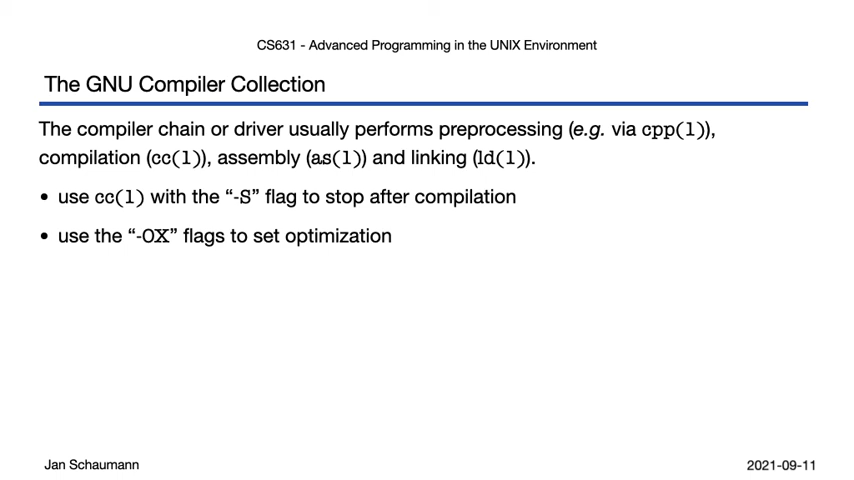 CS631 - Advanced Programming in the UNIX Environment
The GNU Compiler Collection
The compiler chain or driver usually performs preprocessing (e.g. via cpp(1)),
compilation (cc(1)), assembly (as(1)) and linking (ld(1)).
• use cc(1) with the “-S” flag to stop after compilation
• use the “-OX” flags to set optimization
Jan Schaumann
2021-09-11